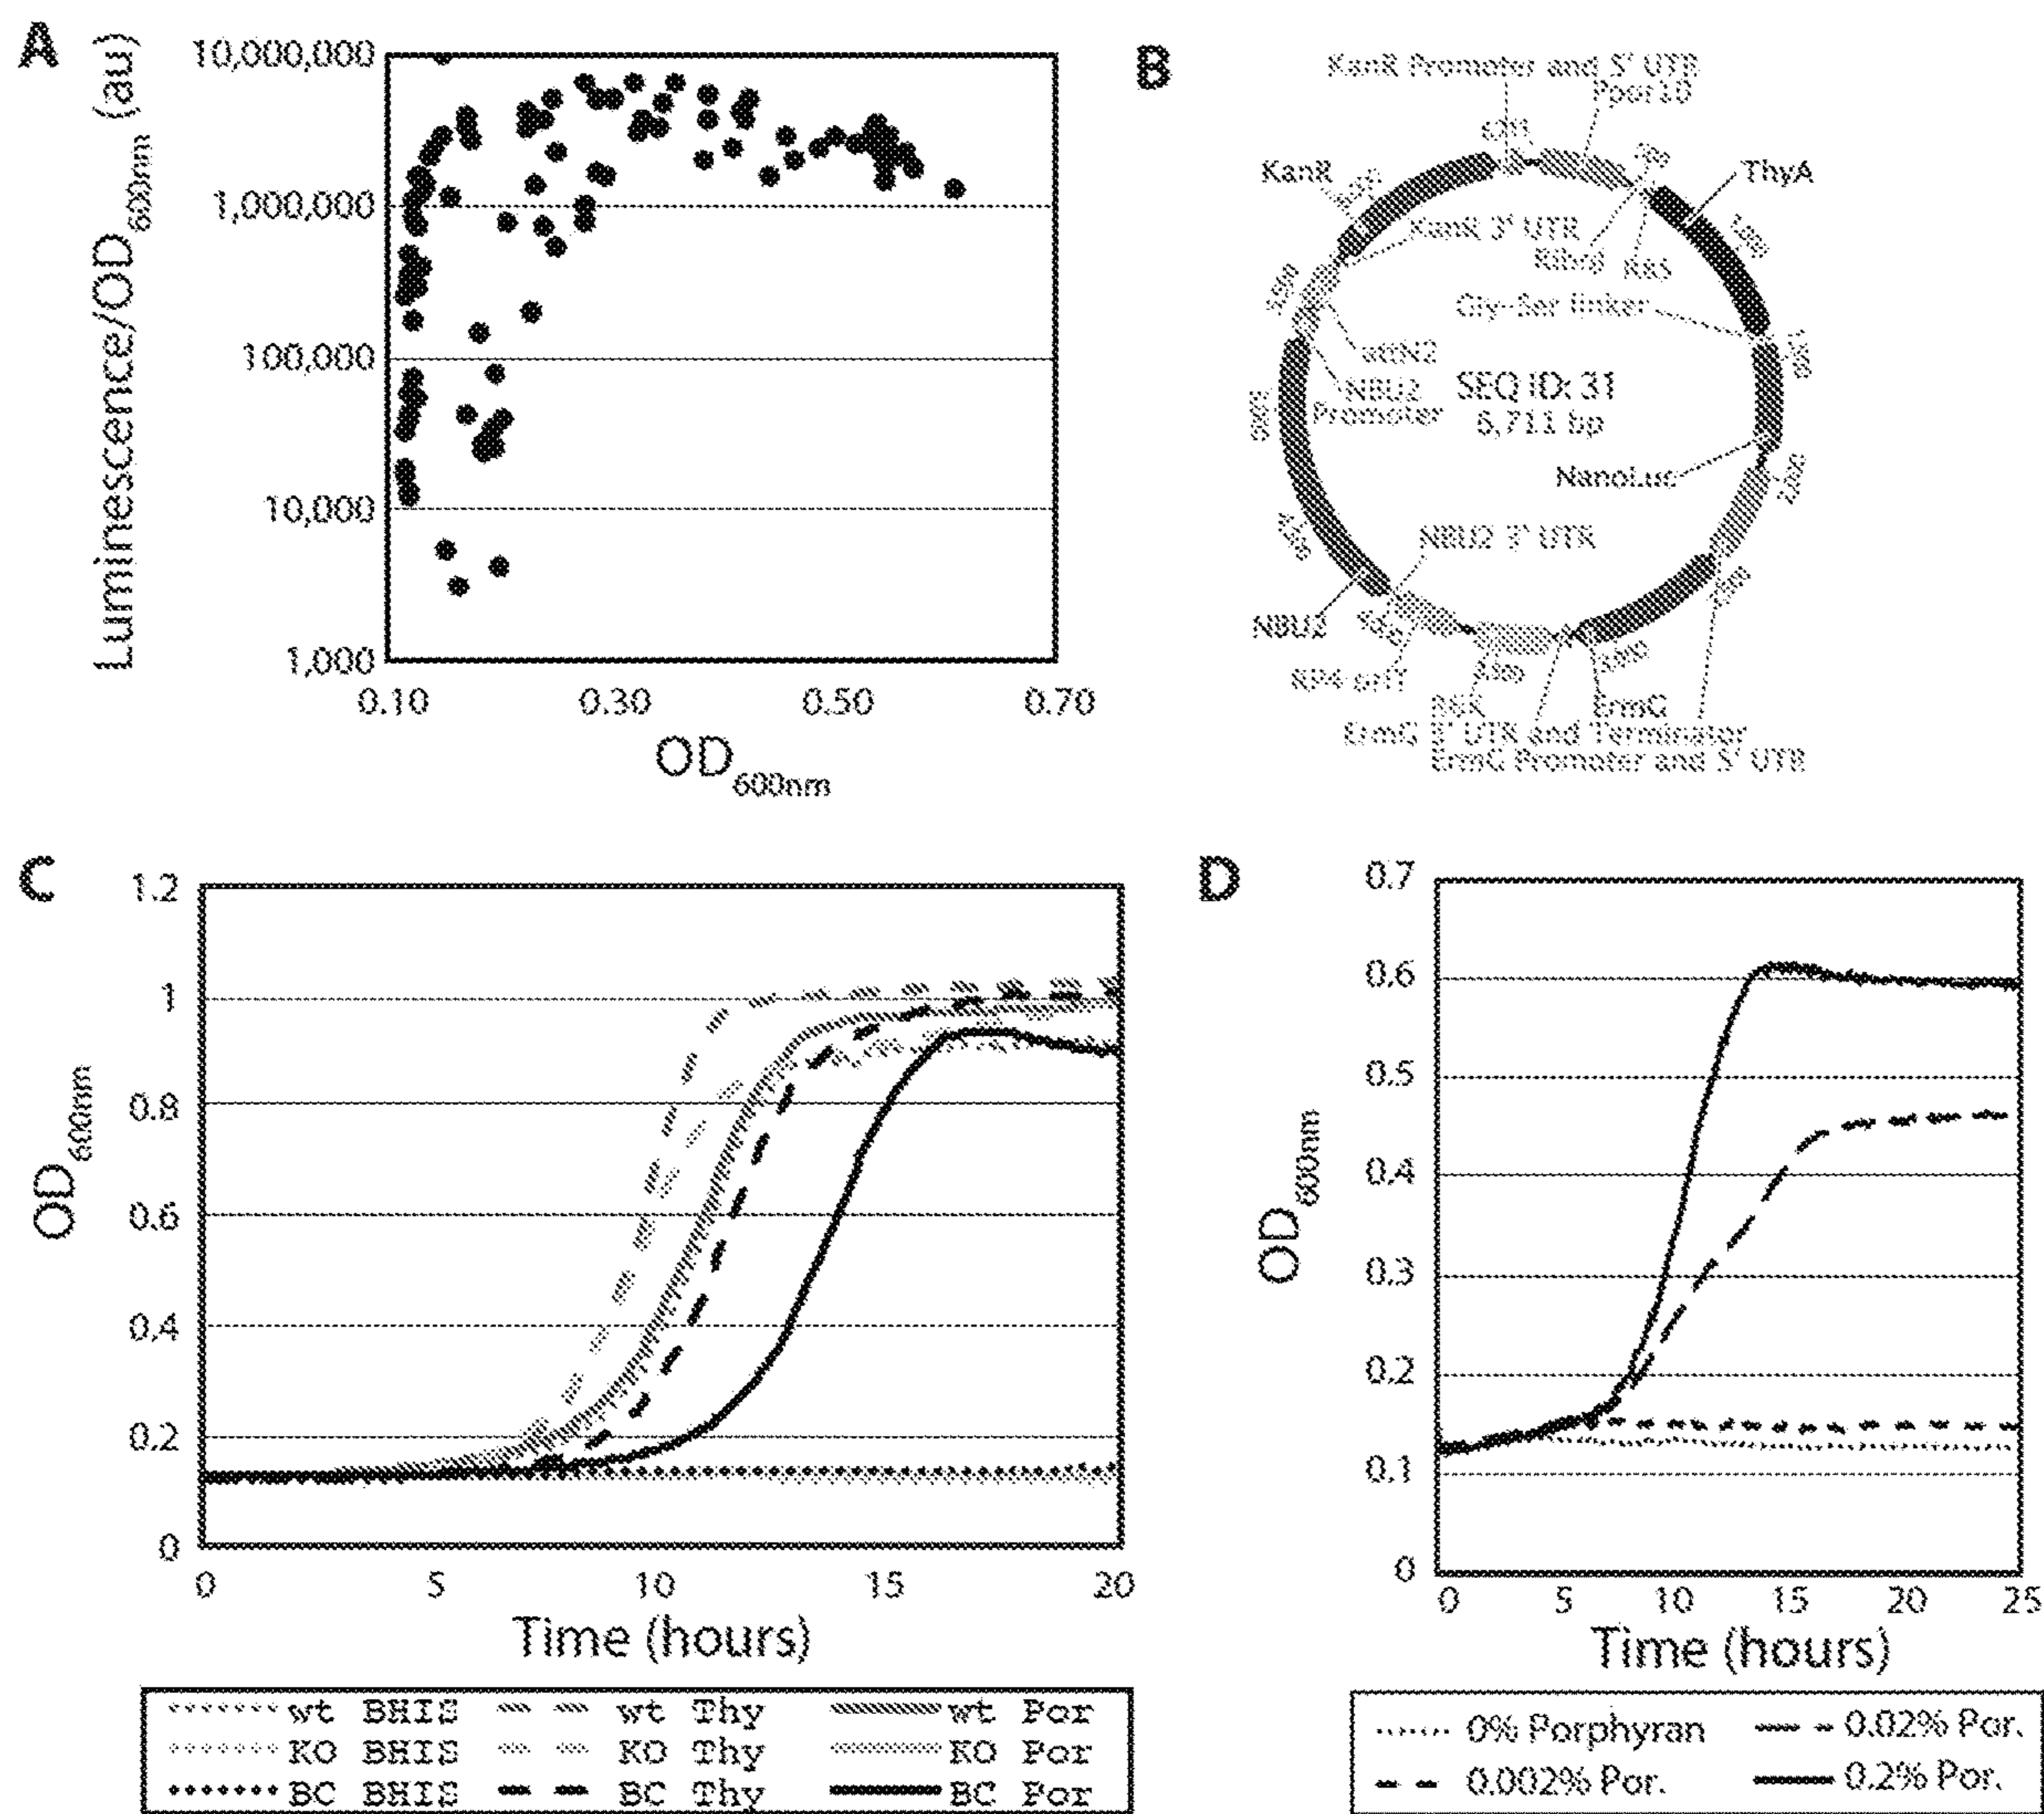 A
Luminescence/OD600nm (au)
10,000,000
1,000,000
100,000
10,000
1,000
0.10 0.30 0.50 0.70
OD600nm
B
KanR Promoter and 5' UTR
Ppor10
KanR
ThyA
KanR 3' UTR
RR5
Gly-Ser linker
attN2
NBU2
Promoter
SEQ ID: 31
6,711 bp
NanoLuc
NBU2 3' UTR
NBU2
RP4 oriT
R6K
ErmG
ErmG 3' UTR and Terminator
ErmG Promoter and 5' UTR
C
OD600nm
1.2
1
0.8
0.6
0.4
0.2
0
0 5 10 15 20
Time (hours)
wt BHIS wt Thy wt Por
KO BHIS KO Thy KO Por
BC BHIS BC Thy BC Por
D
OD600nm
0.7
0.6
0.5
0.4
0.3
0.2
0.1
0
0 5 10 15 20 25
Time (hours)
0% Porphyran 0.02% Por.
0.002% Por. 0.2% Por.